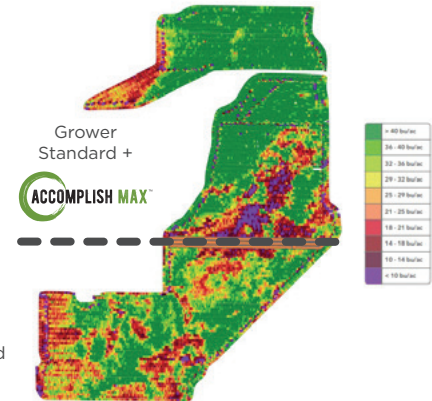 Grower
Standard +
ACCOMPLISH MAX™
> 40 bu/ac
36 - 40 bu/ac
32 - 36 bu/ac
29 - 32 bu/ac
25 - 29 bu/ac
21 - 25 bu/ac
18 - 21 bu/ac
14 - 18 bu/ac
10 - 14 bu/ac
< 10 bu/ac
d